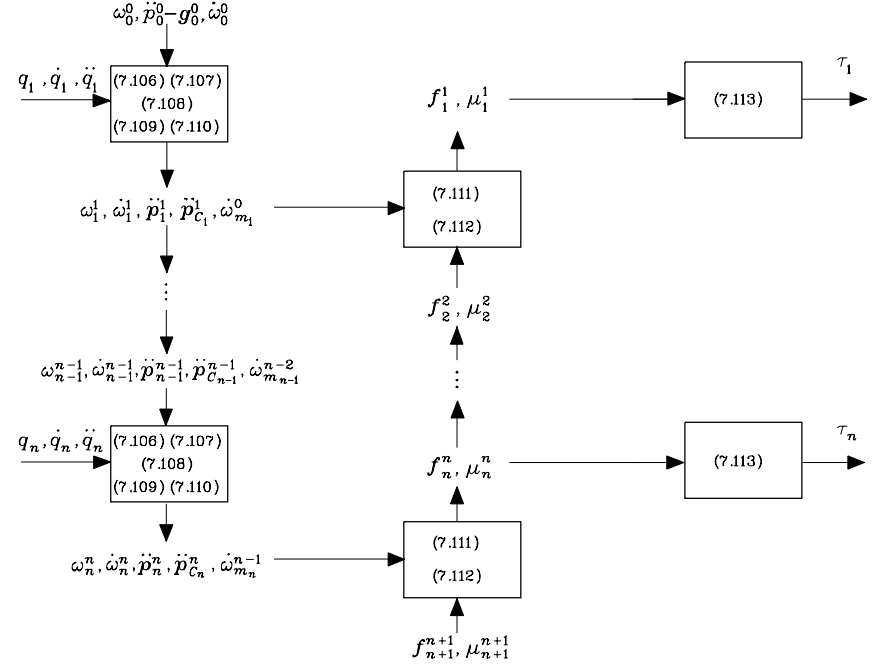 ω₀⁰, p̈₀⁰−g₀⁰, ω̇₀⁰
q₁, q̇₁, q̈₁
(7.106) (7.107)
(7.108)
(7.109) (7.110)
f₁¹, μ₁¹
(7.113)
τ₁
ω₁¹, ω̇₁¹, p̈₁¹, p̈_{C₁}¹, ω̇_{m₁}⁰
(7.111)
(7.112)
⋮
f₂², μ₂²
ω_{n−1}^{n−1}, ω̇_{n−1}^{n−1}, p̈_{n−1}^{n−1}, p̈_{C_{n−1}}^{n−1}, ω̇_{m_{n−1}}^{n−2}
⋮
qₙ, q̇ₙ, q̈ₙ
(7.106) (7.107)
(7.108)
(7.109) (7.110)
fₙⁿ, μₙⁿ
(7.113)
τₙ
ωₙⁿ, ω̇ₙⁿ, p̈ₙⁿ, p̈_{Cₙ}ⁿ, ω̇_{mₙ}^{n−1}
(7.111)
(7.112)
f_{n+1}^{n+1}, μ_{n+1}^{n+1}